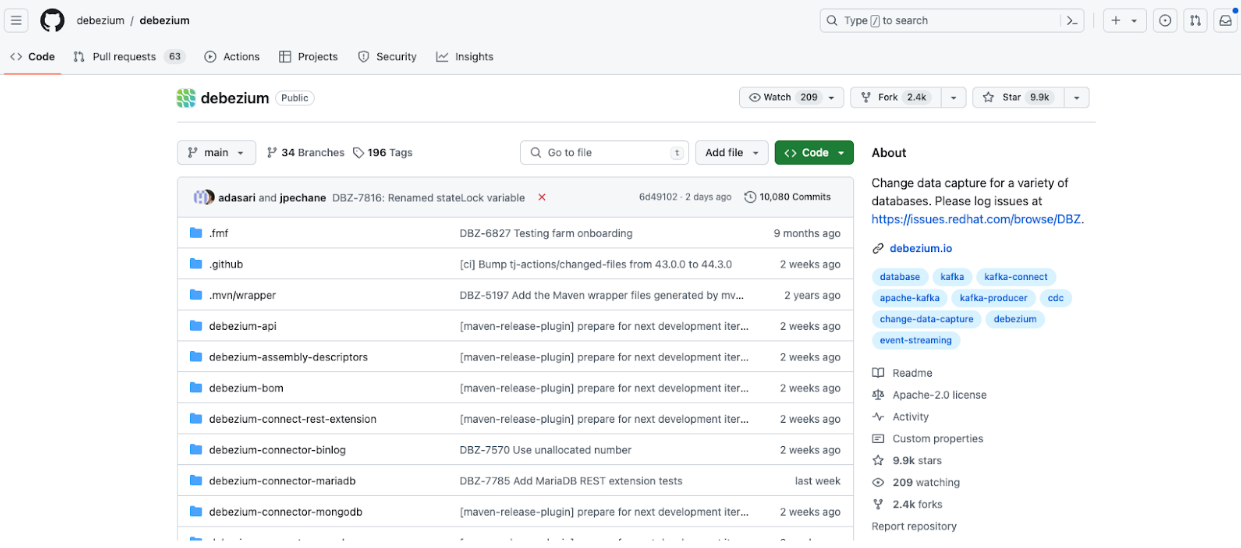 debezium / debezium
Type / to search
Code Pull requests 63 Actions Projects Security Insights
debezium Public
Watch 209 Fork 2.4k Star 9.9k
main 34 Branches 196 Tags Go to file t Add file Code
adasari and jpechane DBZ-7816: Renamed stateLock variable 6d49102 · 2 days ago 10,080 Commits
.fmf DBZ-6827 Testing farm onboarding 9 months ago
.github [ci] Bump tj-actions/changed-files from 43.0.0 to 44.3.0 2 weeks ago
.mvn/wrapper DBZ-5197 Add the Maven wrapper files generated by mv... 2 years ago
debezium-api [maven-release-plugin] prepare for next development iter... 2 weeks ago
debezium-assembly-descriptors [maven-release-plugin] prepare for next development iter... 2 weeks ago
debezium-bom [maven-release-plugin] prepare for next development iter... 2 weeks ago
debezium-connect-rest-extension [maven-release-plugin] prepare for next development iter... 2 weeks ago
debezium-connector-binlog DBZ-7570 Use unallocated number 2 weeks ago
debezium-connector-mariadb DBZ-7785 Add MariaDB REST extension tests last week
debezium-connector-mongodb [maven-release-plugin] prepare for next development iter... 2 weeks ago
About
Change data capture for a variety of
databases. Please log issues at
https://issues.redhat.com/browse/DBZ.
debezium.io
database kafka kafka-connect
apache-kafka kafka-producer cdc
change-data-capture debezium
event-streaming
Readme
Apache-2.0 license
Activity
Custom properties
9.9k stars
209 watching
2.4k forks
Report repository